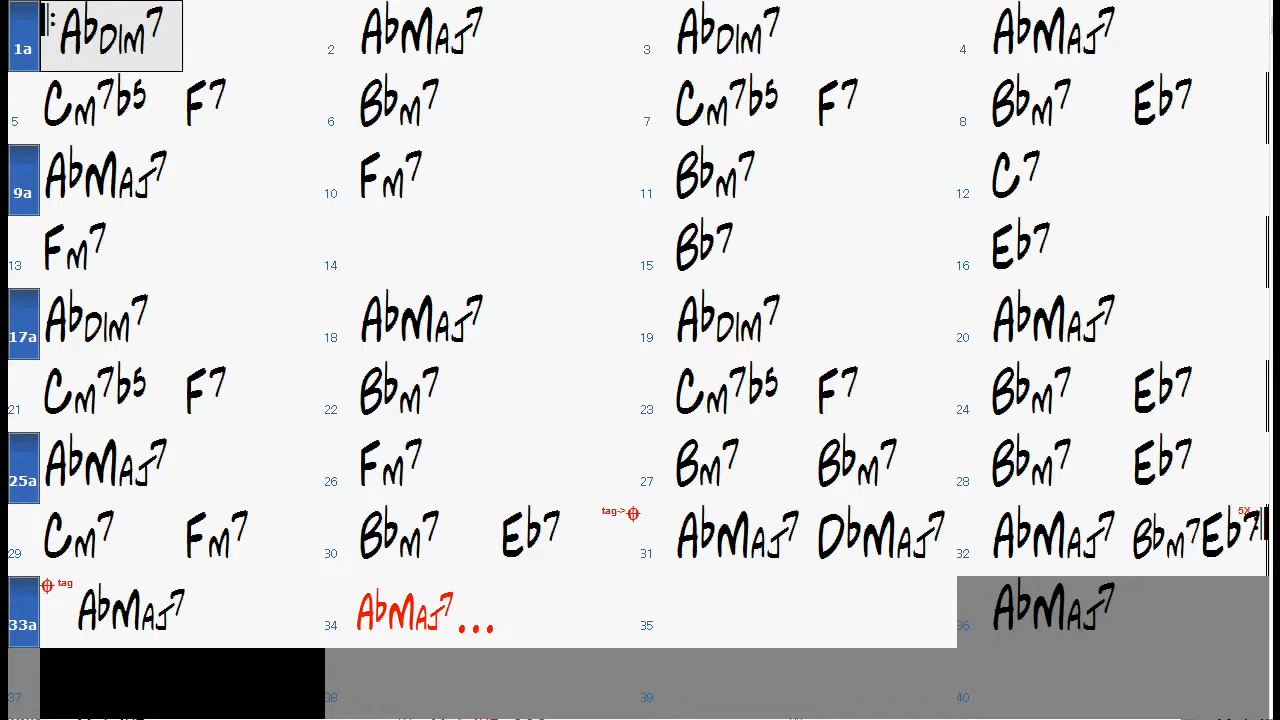 1a AbDIM7 2 AbMAJ7 3 AbDIM7 4 AbMAJ7
5 Cm7b5 F7 6 Bbm7 7 Cm7b5 F7 8 Bbm7 Eb7
9a AbMAJ7 10 Fm7 11 Bbm7 12 C7
13 Fm7 14 15 Bb7 16 Eb7
17a AbDIM7 18 AbMAJ7 19 AbDIM7 20 AbMAJ7
21 Cm7b5 F7 22 Bbm7 23 Cm7b5 F7 24 Bbm7 Eb7
25a AbMAJ7 26 Fm7 27 Bm7 Bbm7 28 Bbm7 Eb7
tag-> 5X
29 Cm7 Fm7 30 Bbm7 Eb7 31 AbMAJ7 DbMAJ7 32 AbMAJ7 Bbm7 Eb7
tag
33a AbMAJ7 34 AbMAJ7... 35 36 AbMAJ7
37 38 39 40